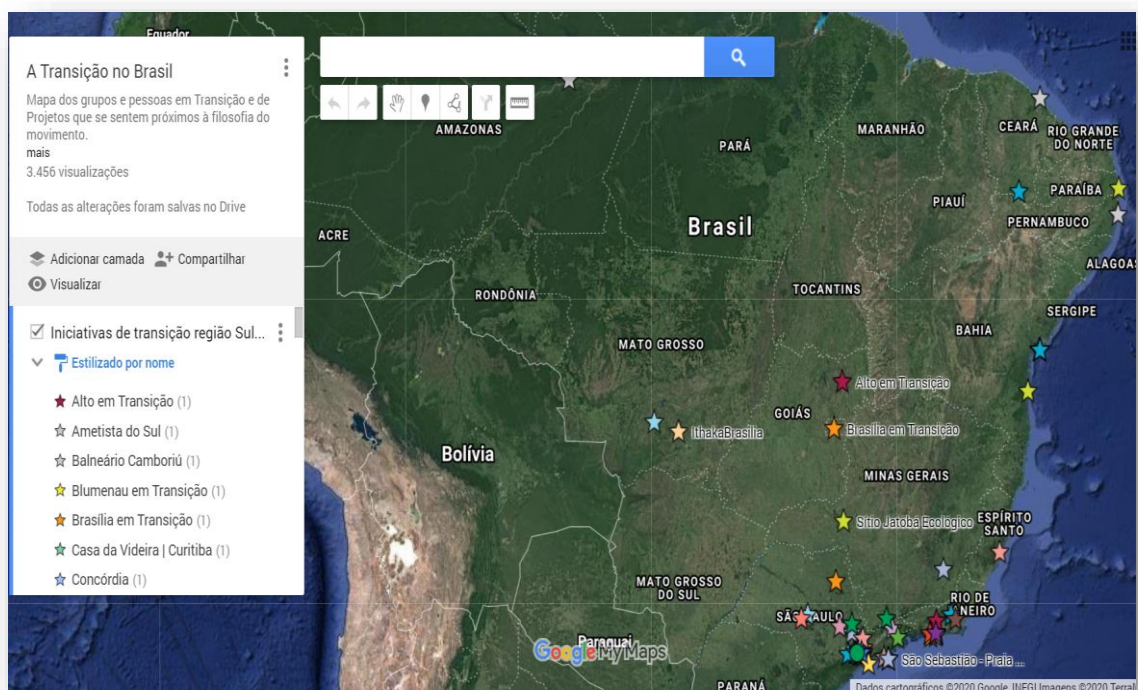 Equador
A Transição no Brasil
Mapa dos grupos e pessoas em Transição e de
Projetos que se sentem próximos à filosofia do
movimento.
mais
3.456 visualizações
Todas as alterações foram salvas no Drive
Adicionar camada
Compartilhar
Visualizar
Iniciativas de transição região Sul...
Estilizado por nome
Alto em Transição (1)
Ametista do Sul (1)
Balneário Camboriú (1)
Blumenau em Transição (1)
Brasília em Transição (1)
Casa da Videira | Curitiba (1)
Concórdia (1)
AMAZONAS
PARÁ
MARANHÃO
CEARÁ
RIO GRANDE
DO NORTE
PARAÍBA
PIAUÍ
PERNAMBUCO
ACRE
Brasil
ALAGOAS
RONDÔNIA
TOCANTINS
SERGIPE
BAHIA
MATO GROSSO
Alto em Transição
GOIÁS
Brasília em Transição
IthakaBrasilia
Bolívia
MINAS GERAIS
Sítio Jatobá Ecologico
ESPÍRITO
SANTO
MATO GROSSO
DO SUL
RIO DE
JANEIRO
SÃO PAULO
Paraguai
Google My Maps
São Sebastião - Praia ...
PARANÁ
Dados cartográficos ©2020 Google, INEGI Imagens ©2020 TerraM